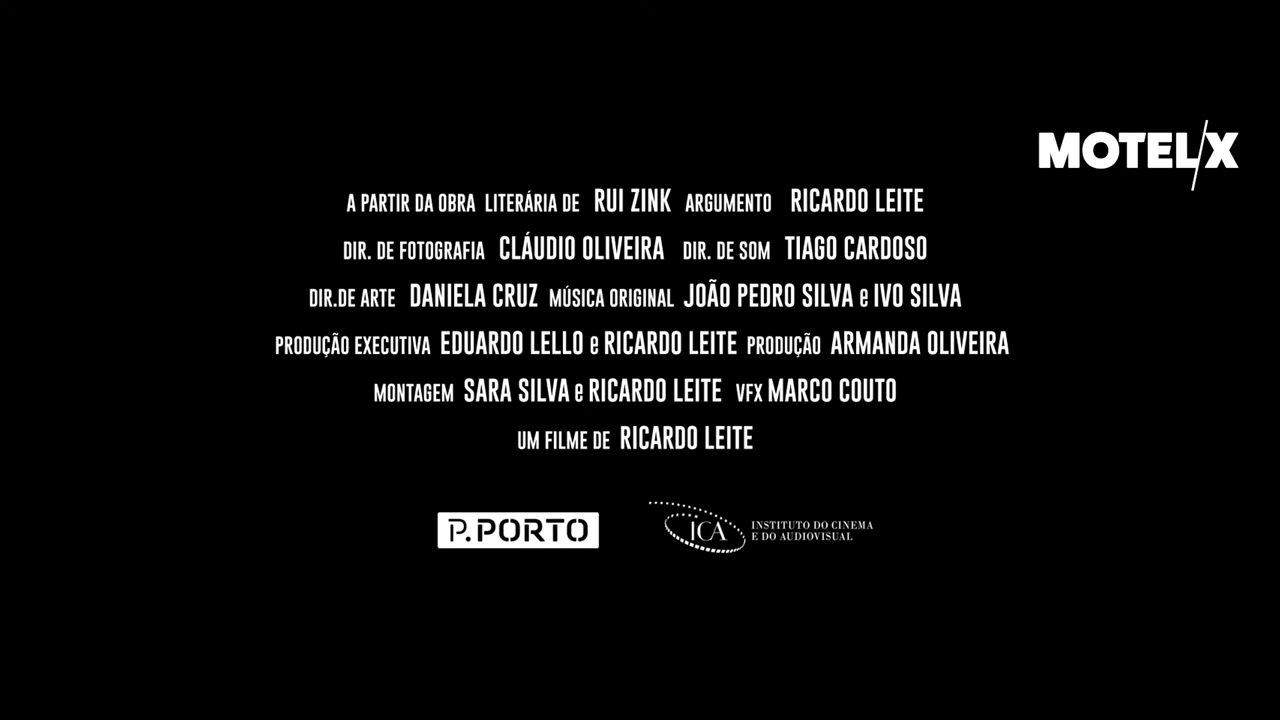 MOTEL/X
A PARTIR DA OBRA LITERÁRIA DE RUI ZINK ARGUMENTO RICARDO LEITE
DIR. DE FOTOGRAFIA CLÁUDIO OLIVEIRA DIR. DE SOM TIAGO CARDOSO
DIR.DE ARTE DANIELA CRUZ MÚSICA ORIGINAL JOÃO PEDRO SILVA e IVO SILVA
PRODUÇÃO EXECUTIVA EDUARDO LELLO e RICARDO LEITE PRODUÇÃO ARMANDA OLIVEIRA
MONTAGEM SARA SILVA e RICARDO LEITE VFX MARCO COUTO
UM FILME DE RICARDO LEITE
P.PORTO
ICA INSTITUTO DO CINEMA
E DO AUDIOVISUAL